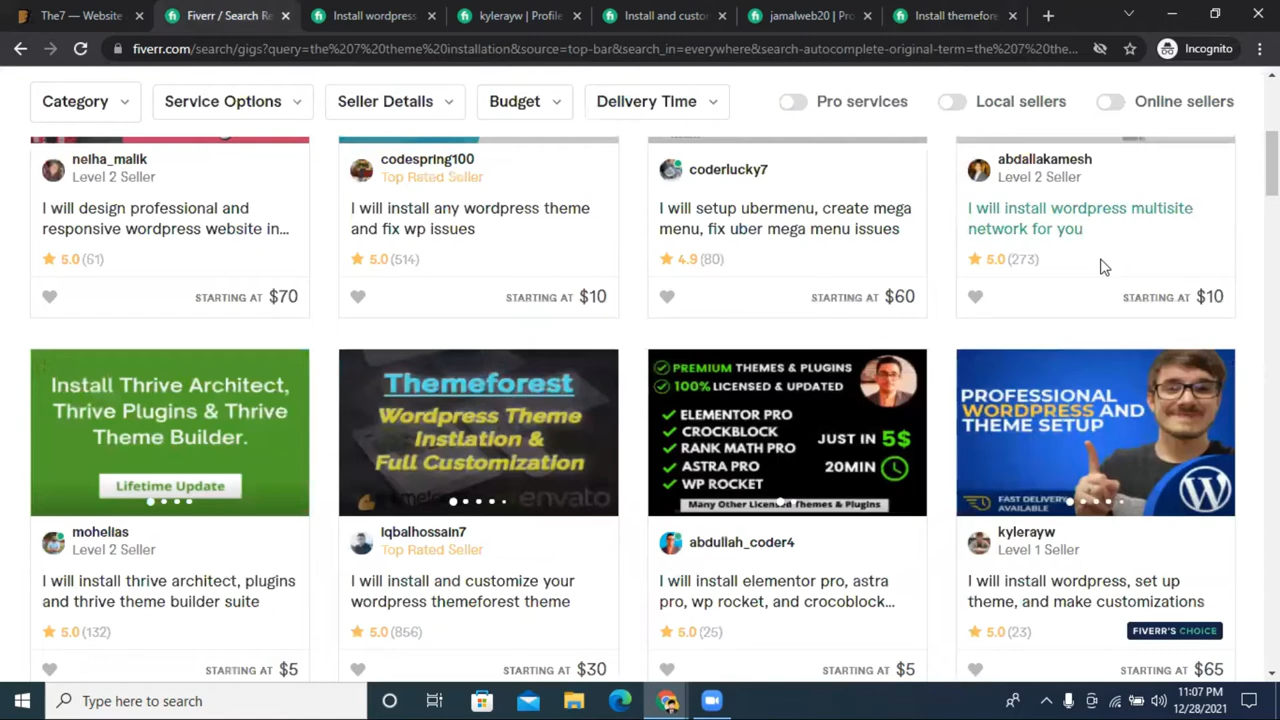 The7 — Website
Fiverr / Search Re
Install wordpress
kylerayw | Profile
Install and custor
jamalweb20 | Pro
Install themefore
fiverr.com/search/gigs?query=the%207%20theme%20installation&source=top-bar&search_in=everywhere&search-autocomplete-original-term=the%207%20the...
Incognito
Category
Service Options
Seller Details
Budget
Delivery Time
Pro services
Local sellers
Online sellers
neiha_malik
Level 2 Seller
I will design professional and
responsive wordpress website in...
5.0 (61)
STARTING AT $70
codespring100
Top Rated Seller
I will install any wordpress theme
and fix wp issues
5.0 (514)
STARTING AT $10
coderlucky7
I will setup ubermenu, create mega
menu, fix uber mega menu issues
4.9 (80)
STARTING AT $60
abdallakamesh
Level 2 Seller
I will install wordpress multisite
network for you
5.0 (273)
STARTING AT $10
Install Thrive Architect,
Thrive Plugins & Thrive
Theme Builder.
Lifetime Update
mohelias
Level 2 Seller
I will install thrive architect, plugins
and thrive theme builder suite
5.0 (132)
STARTING AT $5
Themeforest
Wordpress Theme
Instlation &
Full Customization
envato
iqbalhossain7
Top Rated Seller
I will install and customize your
wordpress themeforest theme
5.0 (856)
STARTING AT $30
PREMIUM THEMES & PLUGINS
100% LICENSED & UPDATED
ELEMENTOR PRO
CROCKBLOCK
RANK MATH PRO
ASTRA PRO
WP ROCKET
JUST IN 5$
20MIN
Many Other Licensed Themes & Plugins
abdullah_coder4
I will install elementor pro, astra
pro, wp rocket, and crocoblock...
5.0 (25)
STARTING AT $5
PROFESSIONAL
WORDPRESS AND
THEME SETUP
FAST DELIVERY
AVAILABLE
kylerayw
Level 1 Seller
I will install wordpress, set up
theme, and make customizations
5.0 (23)
FIVERR'S CHOICE
STARTING AT $65
Type here to search
11:07 PM
12/28/2021